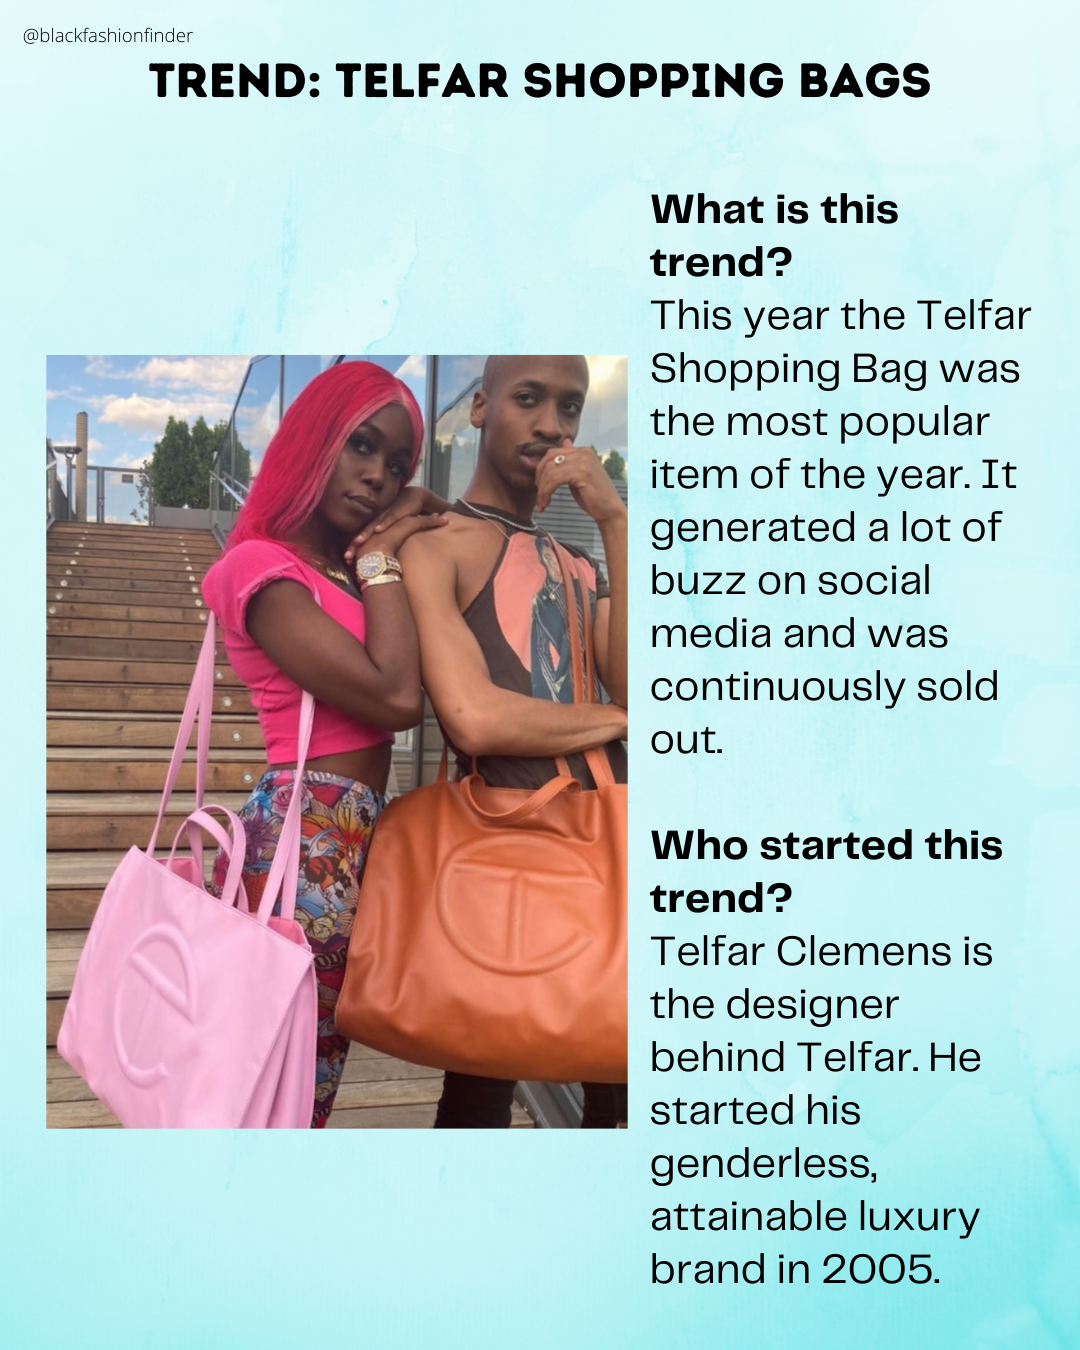 @blackfashionfinder
TREND: TELFAR SHOPPING BAGS
What is this
trend?
This year the Telfar
Shopping Bag was
the most popular
item of the year. It
generated a lot of
buzz on social
media and was
continuously sold
out.
Who started this
trend?
Telfar Clemens is
the designer
behind Telfar. He
started his
genderless,
attainable luxury
brand in 2005.